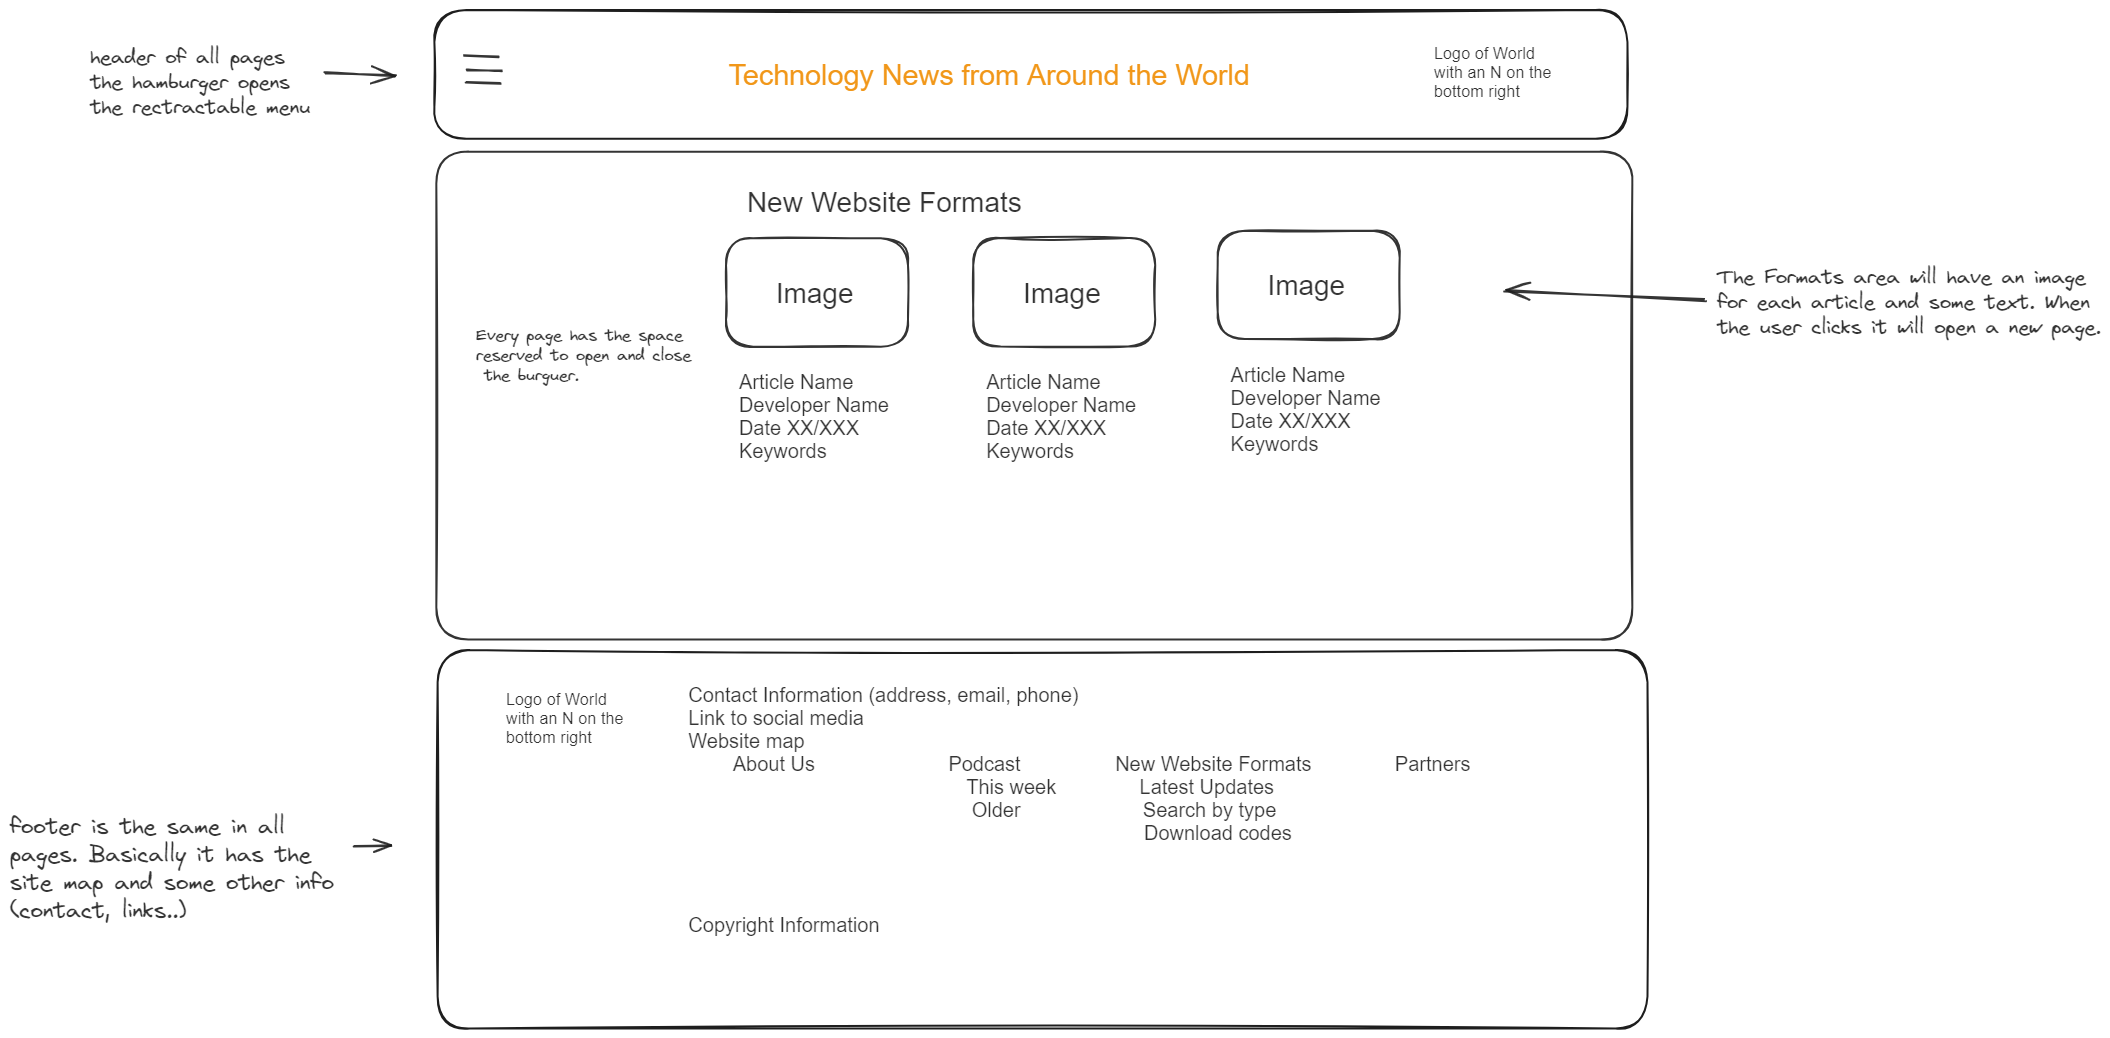 header of all pages
the hamburger opens
the rectractable menu
Technology News from Around the World
Logo of World
with an N on the
bottom right
New Website Formats
Image
Image
Image
Every page has the space
reserved to open and close
the burguer.
Article Name
Developer Name
Date XX/XXX
Keywords
Article Name
Developer Name
Date XX/XXX
Keywords
Article Name
Developer Name
Date XX/XXX
Keywords
The Formats area will have an image
for each article and some text. When
the user clicks it will open a new page.
Logo of World
with an N on the
bottom right
Contact Information (address, email, phone)
Link to social media
Website map
About Us
Podcast
This week
Older
New Website Formats
Latest Updates
Search by type
Download codes
Partners
footer is the same in all
pages. Basically it has the
site map and some other info
(contact, links..)
Copyright Information